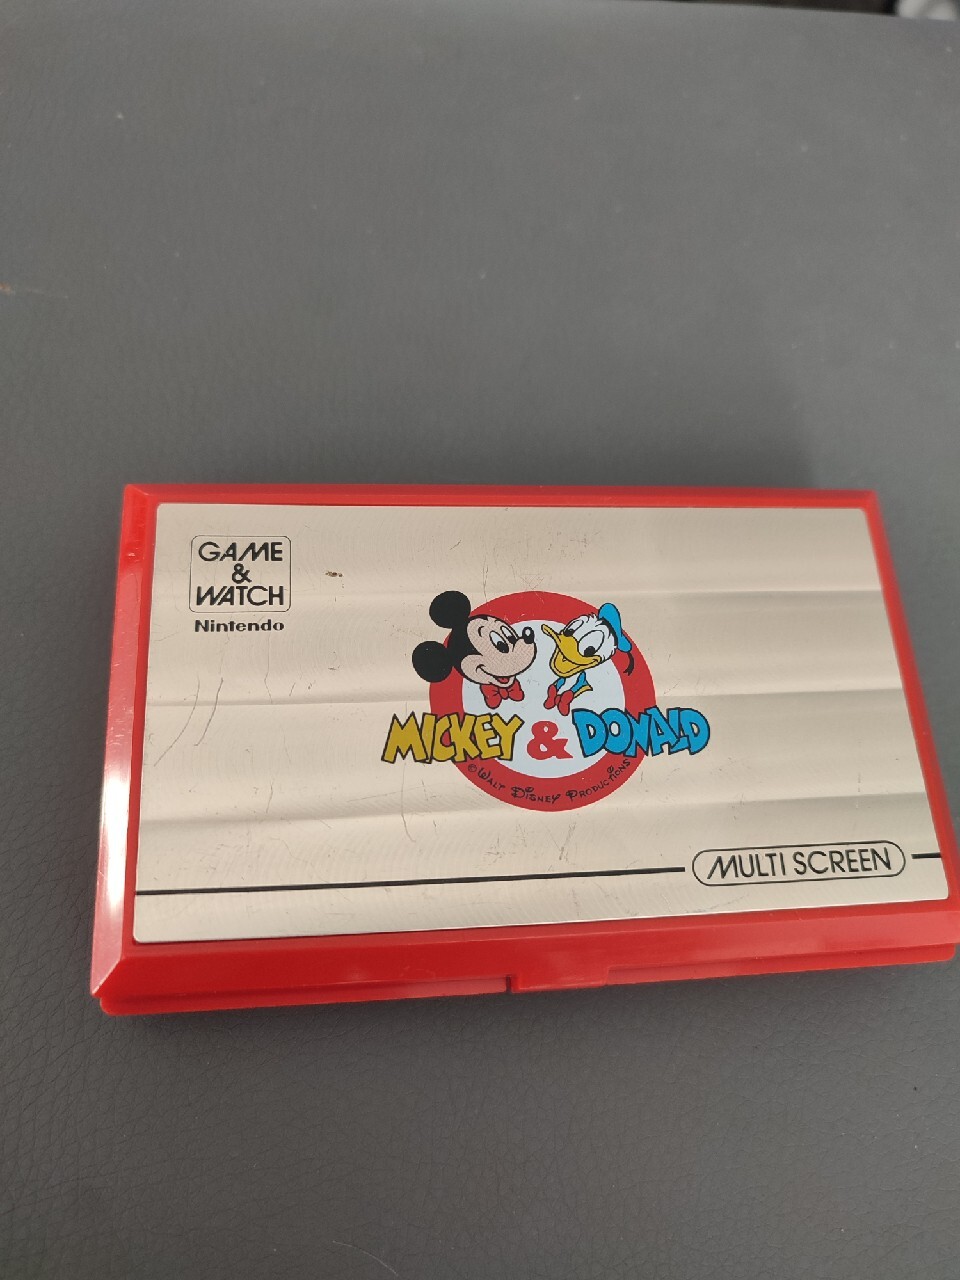 GAME
&
WATCH
Nintendo
MICKEY & DONALD
© WALT DISNEY PRODUCTIONS
MULTI SCREEN